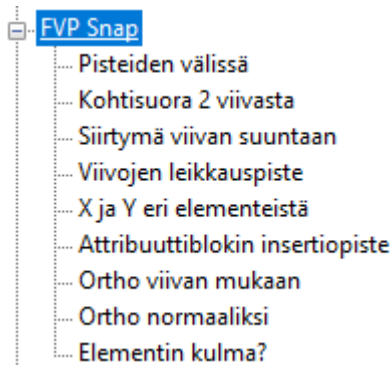 FVP Snap
Pisteiden välissä
Kohtisuora 2 viivasta
Siirtymä viivan suuntaan
Viivojen leikkauspiste
X ja Y eri elementeistä
Attribuuttiblokin insertiopiste
Ortho viivan mukaan
Ortho normaaliksi
Elementin kulma?